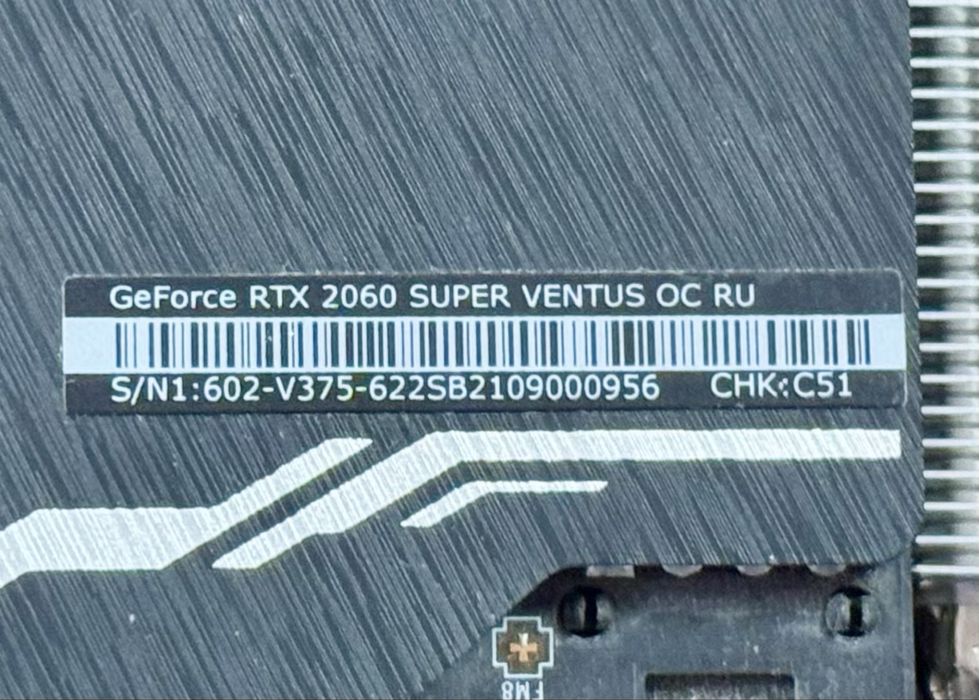 GeForce RTX 2060 SUPER VENTUS OC RU
S/N1:602-V375-622SB2109000956 CHK:C51
FM8